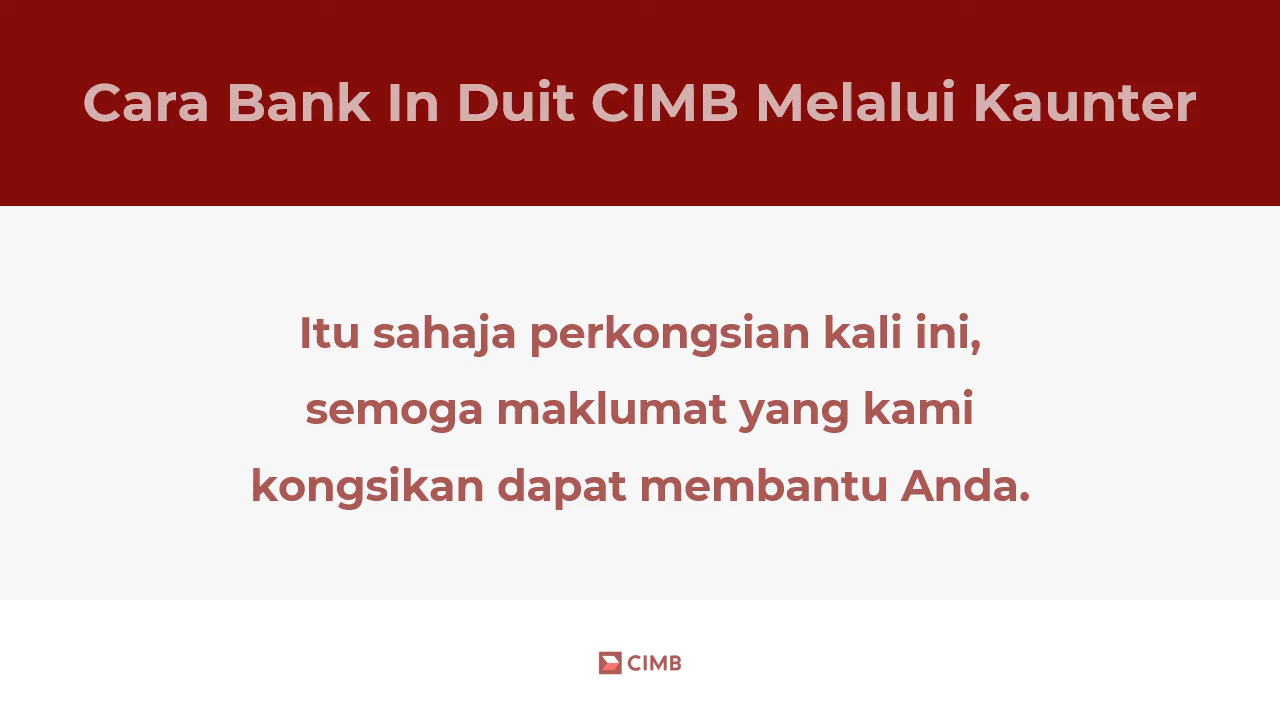 Cara Bank In Duit CIMB Melalui Kaunter
Itu sahaja perkongsian kali ini,
semoga maklumat yang kami
kongsikan dapat membantu Anda.
CIMB